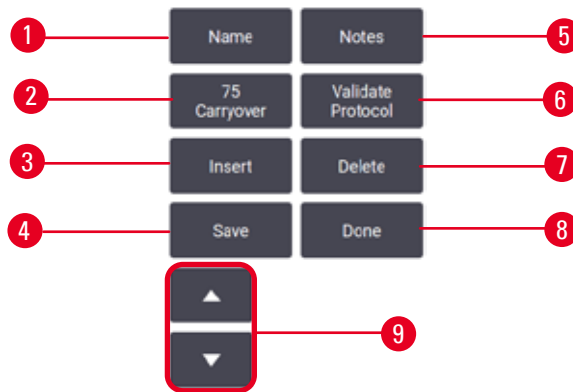 1
Name
Notes
5
2
75
Carryover
Validate
Protocol
6
3
Insert
Delete
7
4
Save
Done
8
9